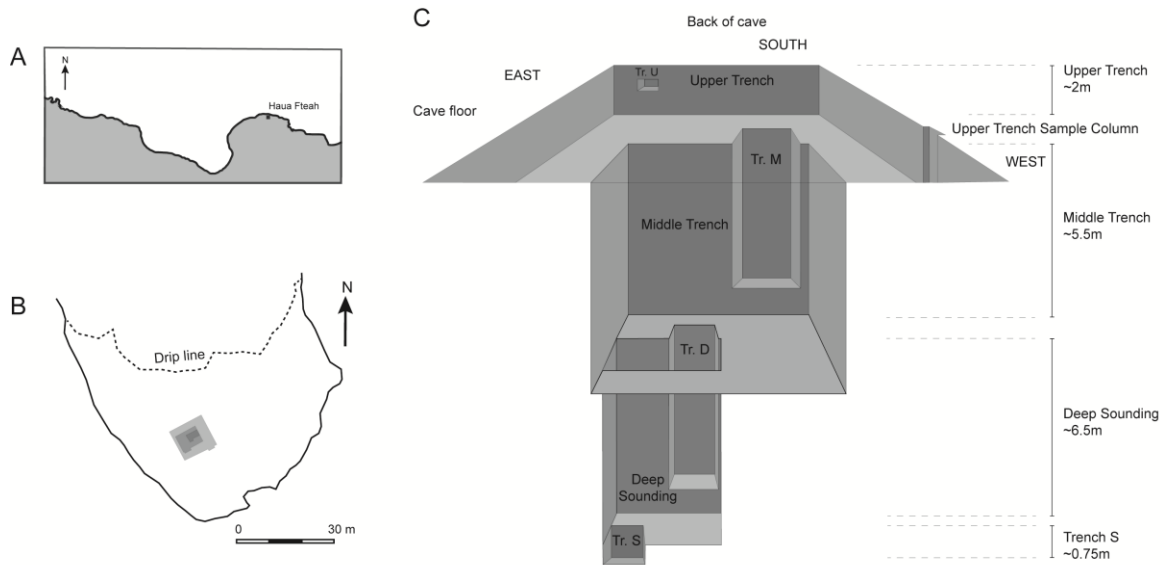 A
N
Haua Fteah
B
N
Drip line
0
30 m
C
Back of cave
SOUTH
EAST
Cave floor
Tr. U
Upper Trench
Upper Trench
~2m
Upper Trench Sample Column
WEST
Tr. M
Middle Trench
Middle Trench
~5.5m
Tr. D
Deep
Sounding
Deep Sounding
~6.5m
Tr. S
Trench S
~0.75m